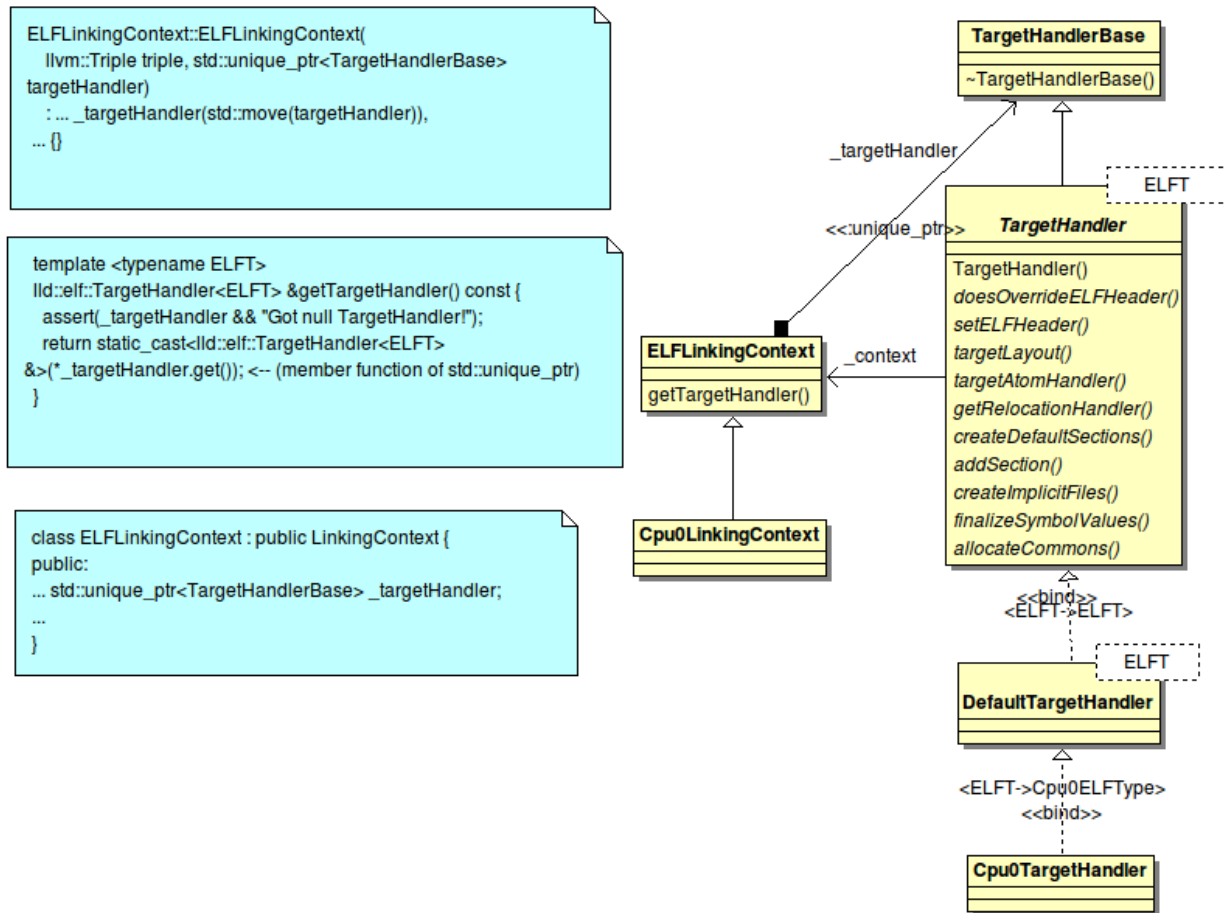 ELFLinkingContext::ELFLinkingContext(
llvm::Triple triple, std::unique_ptr<TargetHandlerBase>
targetHandler)
: ... _targetHandler(std::move(targetHandler)),
... {}
template <typename ELFT>
lld::elf::TargetHandler<ELFT> &getTargetHandler() const {
assert(_targetHandler && "Got null TargetHandler!");
return static_cast<lld::elf::TargetHandler<ELFT>
&>(*_targetHandler.get()); <-- (member function of std::unique_ptr)
}
class ELFLinkingContext : public LinkingContext {
public:
... std::unique_ptr<TargetHandlerBase> _targetHandler;
...
}
TargetHandlerBase
~TargetHandlerBase()
_targetHandler
<<:unique_ptr>>
ELFT
TargetHandler
TargetHandler()
doesOverrideELFHeader()
setELFHeader()
targetLayout()
targetAtomHandler()
getRelocationHandler()
createDefaultSections()
addSection()
createImplicitFiles()
finalizeSymbolValues()
allocateCommons()
ELFLinkingContext
getTargetHandler()
_context
Cpu0LinkingContext
<<bind>>
<ELFT->ELFT>
ELFT
DefaultTargetHandler
<ELFT->Cpu0ELFType>
<<bind>>
Cpu0TargetHandler